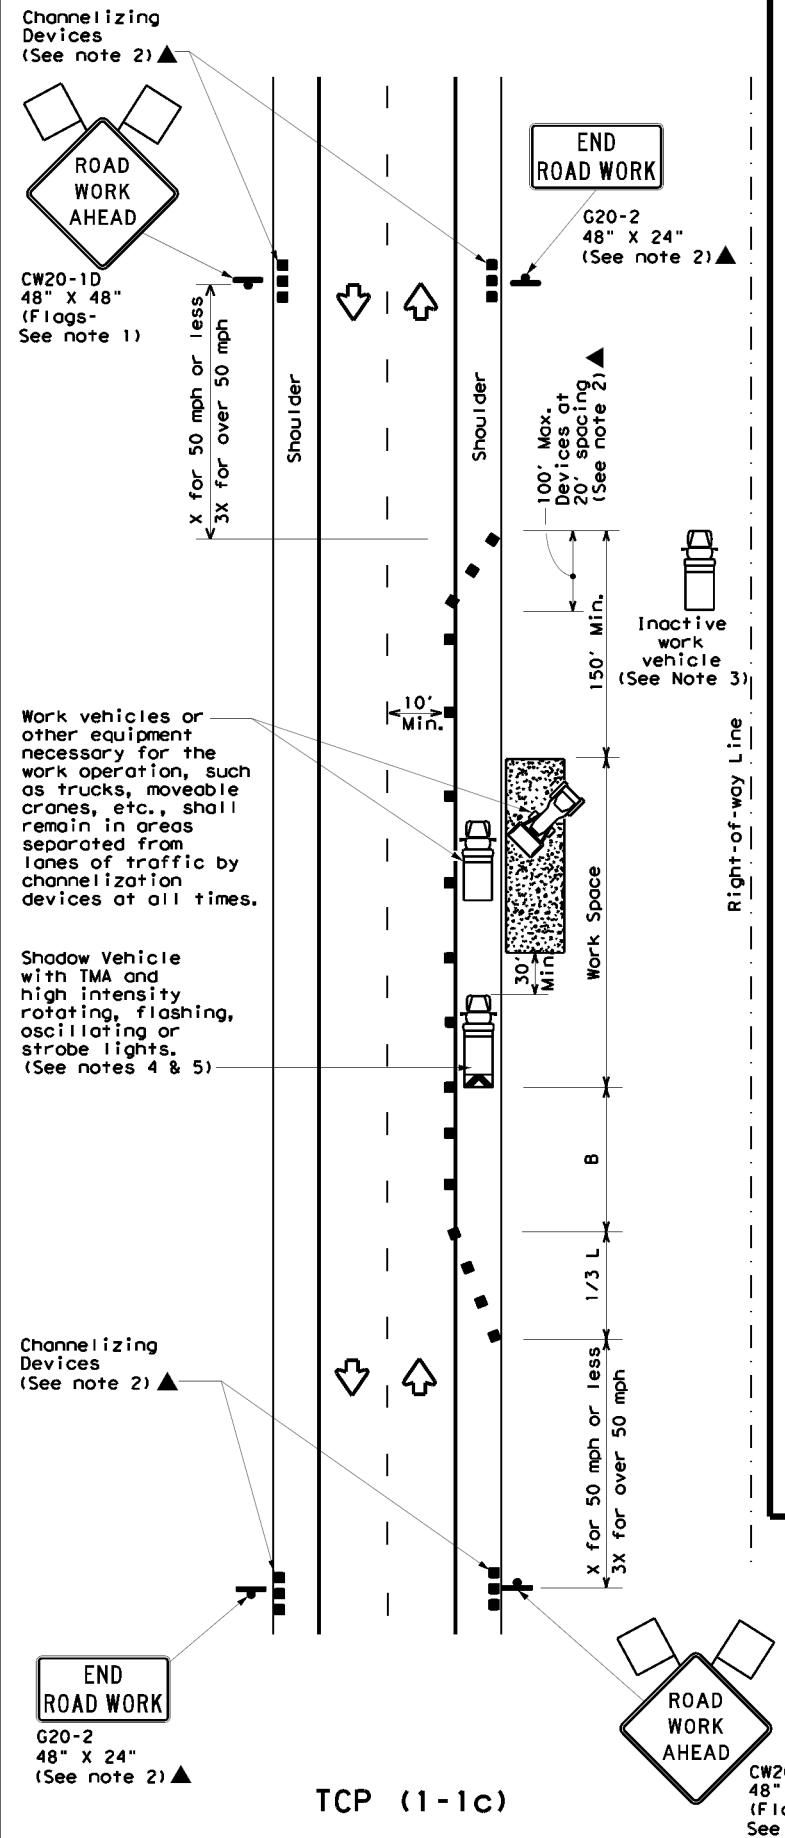 Channelizing
Devices
(See note 2)▲
ROAD
WORK
AHEAD
CW20-1D
48" X 48"
(Flags-
See note 1)
X for 50 mph or less
3X for over 50 mph
Shoulder
Shoulder
END
ROAD WORK
G20-2
48" X 24"
(See note 2)▲
100' Max.
Devices at
20' spacing
(See note 2)▲
150' Min.
Inactive
work
vehicle
(See Note 3)
Right-of-way Line
10'
Min.
Work vehicles or
other equipment
necessary for the
work operation, such
as trucks, moveable
cranes, etc., shall
remain in areas
separated from
lanes of traffic by
channelization
devices at all times.
Work Space
30'
Min.
Shadow Vehicle
with TMA and
high intensity
rotating, flashing,
oscillating or
strobe lights.
(See notes 4 & 5)
B
1/3 L
Channelizing
Devices
(See note 2)▲
X for 50 mph or less
3X for over 50 mph
END
ROAD WORK
G20-2
48" X 24"
(See note 2)▲
ROAD
WORK
AHEAD
48"
See
TCP (1-1c)